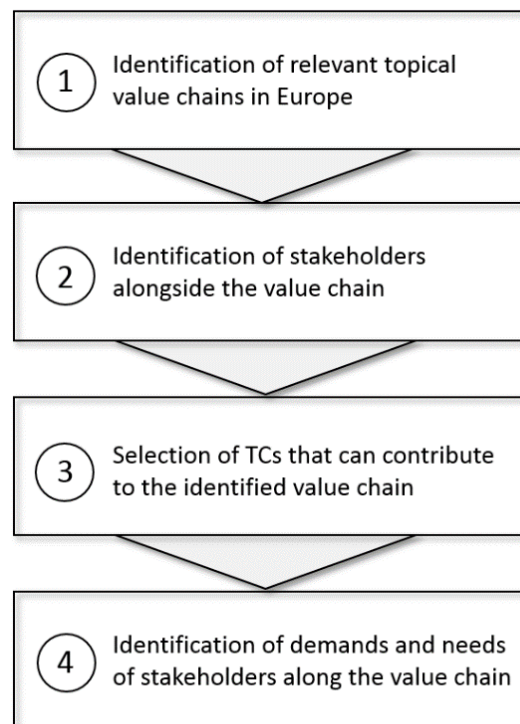 1
Identification of relevant topical
value chains in Europe
2
Identification of stakeholders
alongside the value chain
3
Selection of TCs that can contribute
to the identified value chain
4
Identification of demands and needs
of stakeholders along the value chain